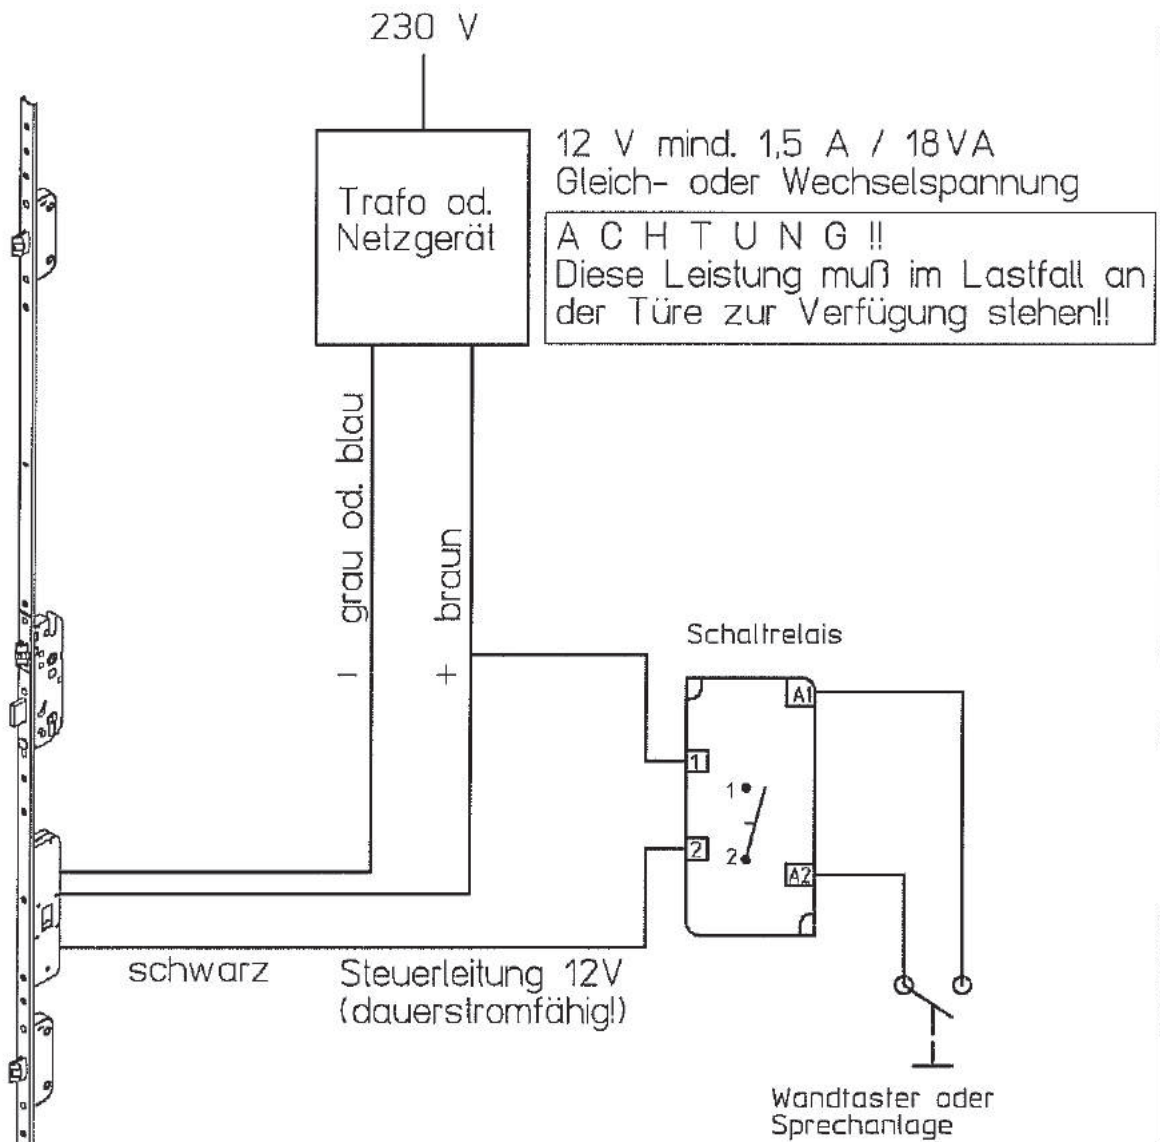 230 V
12 V mind. 1,5 A / 18VA
Gleich- oder Wechselspannung
Trafo od.
Netzgerät
A C H T U N G !!
Diese Leistung muß im Lastfall an
der Türe zur Verfügung stehen!!
grau od. blau
braun
–
+
Schaltrelais
A1
1
1
2
2
A2
schwarz
Steuerleitung 12V
(dauerstromfähig!)
Wandtaster oder
Sprechanlage